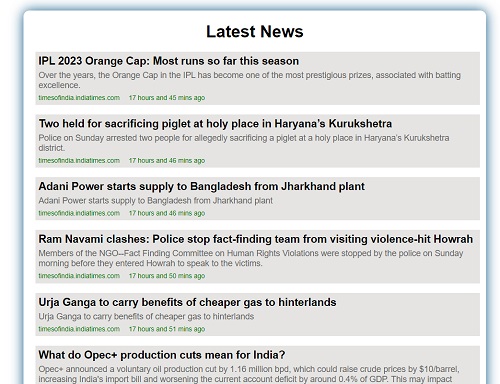 Latest News
IPL 2023 Orange Cap: Most runs so far this season
Over the years, the Orange Cap in the IPL has become one of the most prestigious prizes, associated with batting
excellence.
timesofindia.indiatimes.com 17 hours and 45 mins ago
Two held for sacrificing piglet at holy place in Haryana's Kurukshetra
Police on Sunday arrested two people for allegedly sacrificing a piglet at a holy place in Haryana's Kurukshetra
district.
timesofindia.indiatimes.com 17 hours and 46 mins ago
Adani Power starts supply to Bangladesh from Jharkhand plant
Adani Power starts supply to Bangladesh from Jharkhand
timesofindia.indiatimes.com 17 hours and 46 mins ago
Ram Navami clashes: Police stop fact-finding team from visiting violence-hit Howrah
Members of the NGO--Fact Finding Committee on Human Rights Violations were stopped by the police on Sunday
morning before they entered Howrah to speak to the victims.
timesofindia.indiatimes.com 17 hours and 50 mins ago
Urja Ganga to carry benefits of cheaper gas to hinterlands
Urja Ganga to carry benefits of cheaper gas to hinterlands
timesofindia.indiatimes.com 17 hours and 51 mins ago
What do Opec+ production cuts mean for India?
Opec+ announced a voluntary oil production cut by 1.16 million bpd, which could raise crude prices by $10/barrel,
increasing India's import bill and worsening the current account deficit by around 0.4% of GDP. This may impact